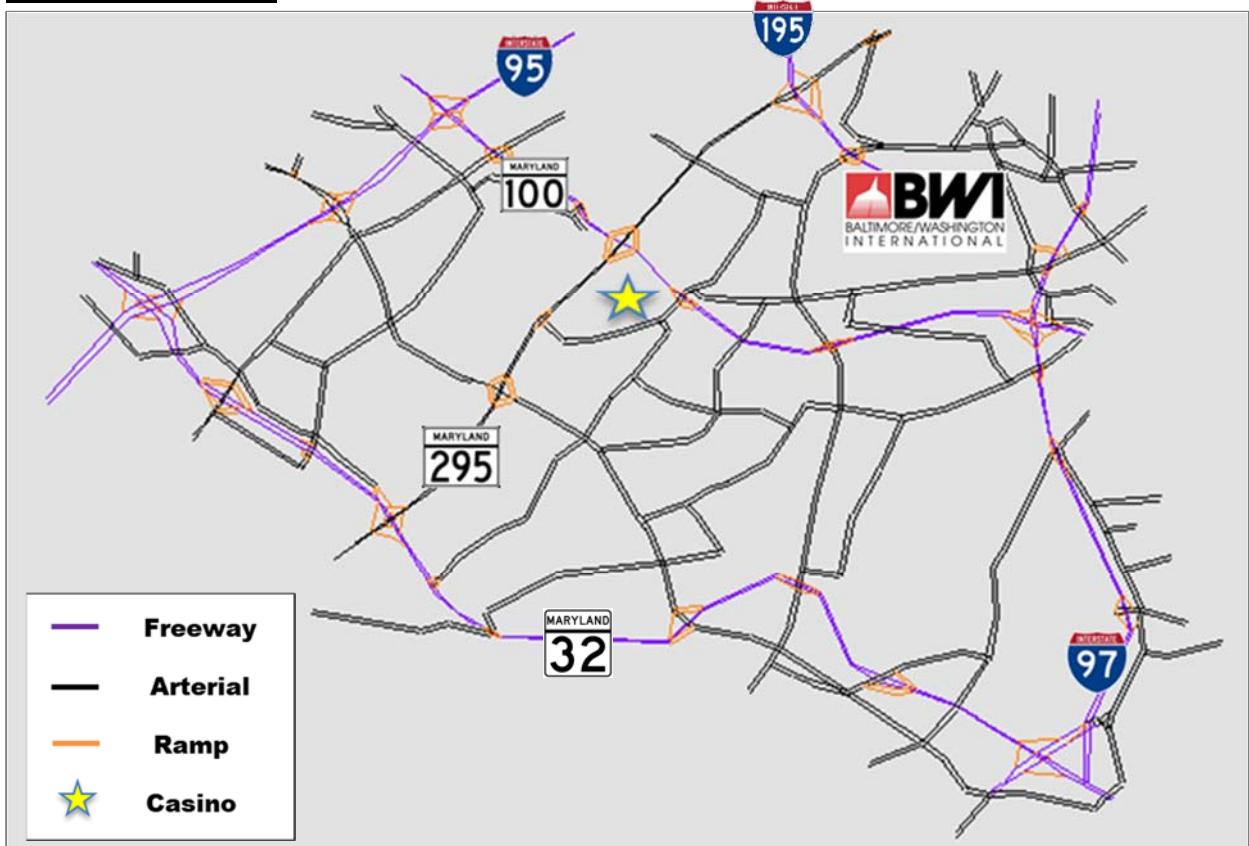 INTERSTATE
195
INTERSTATE
95
MARYLAND
100
BWI
BALTIMORE/WASHINGTON
INTERNATIONAL
MARYLAND
295
MARYLAND
32
INTERSTATE
97
Freeway
Arterial
Ramp
Casino